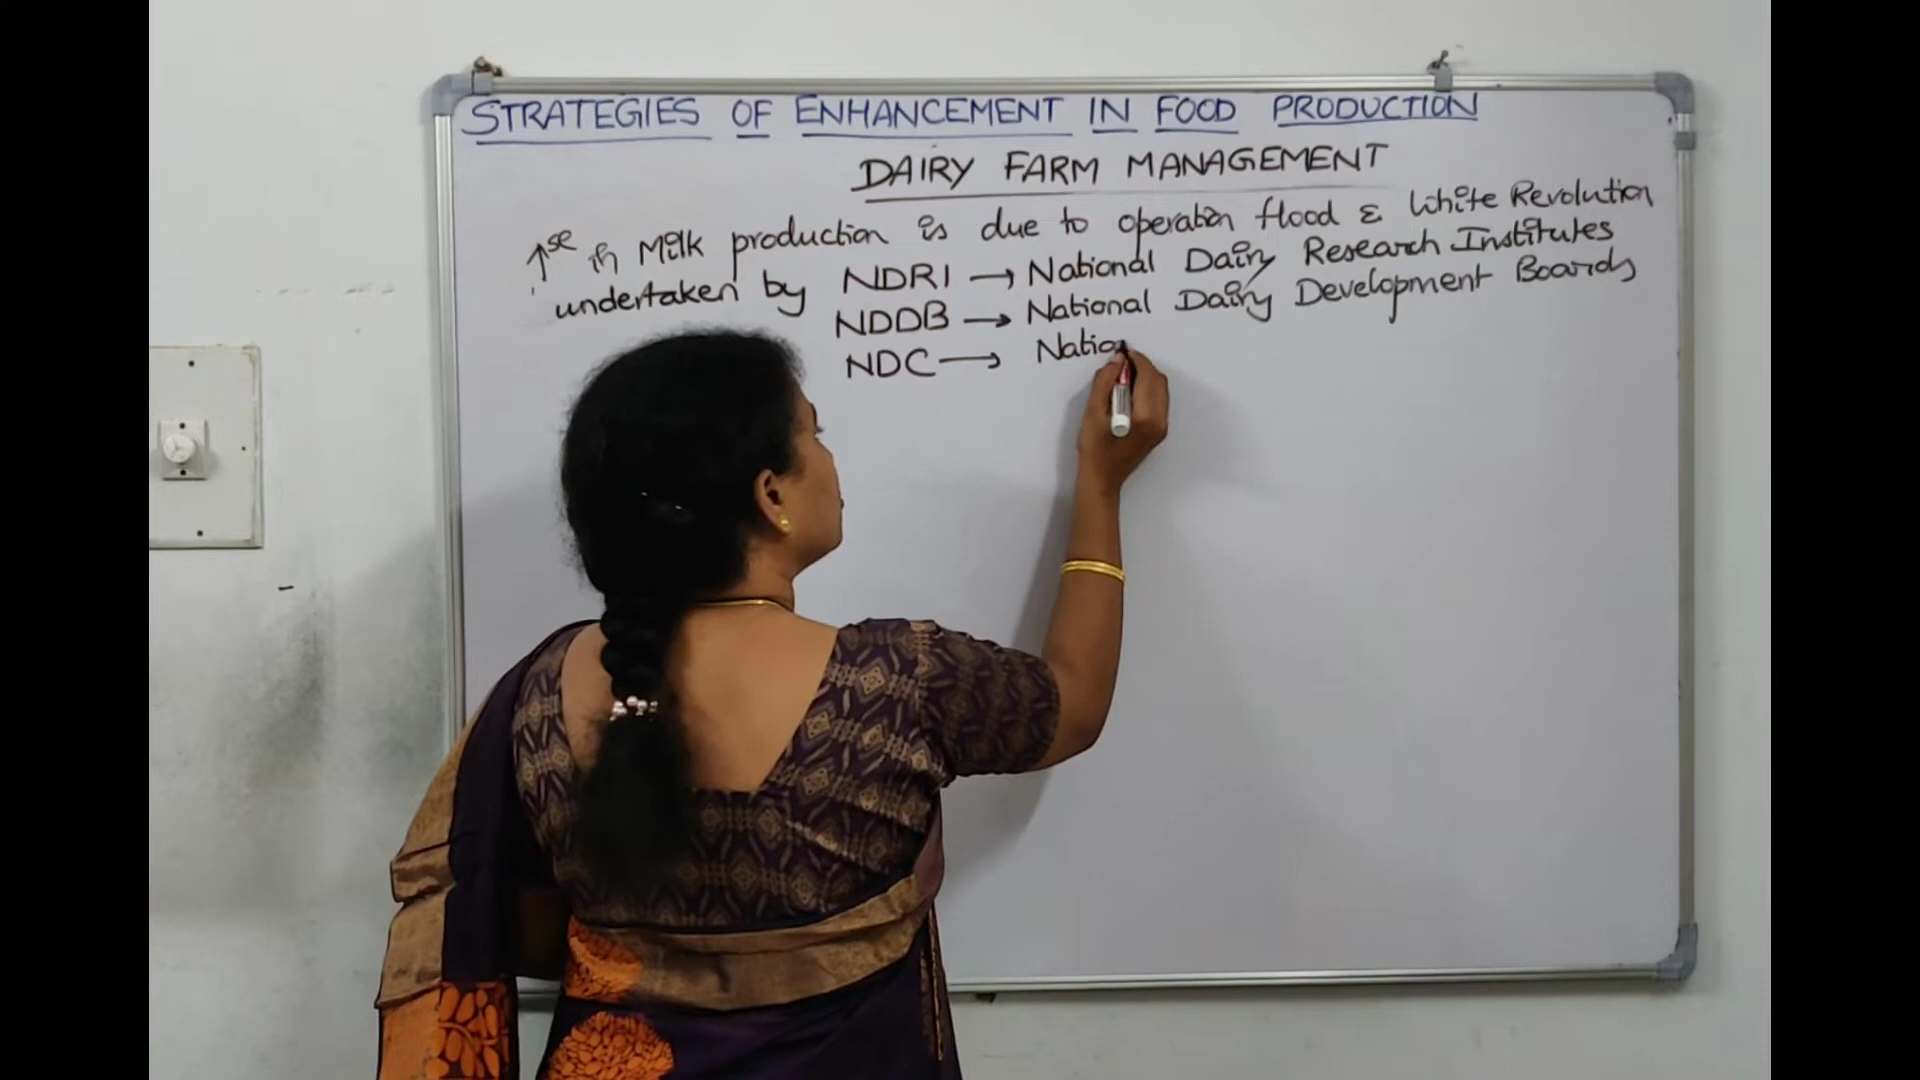 STRATEGIES OF ENHANCEMENT IN FOOD PRODUCTION
DAIRY FARM MANAGEMENT
↑se in Milk production is due to operation flood & White Revolution
undertaken by NDRI → National Dairy Research Institutes
NDDB → National Dairy Development Boards
NDC → Natio